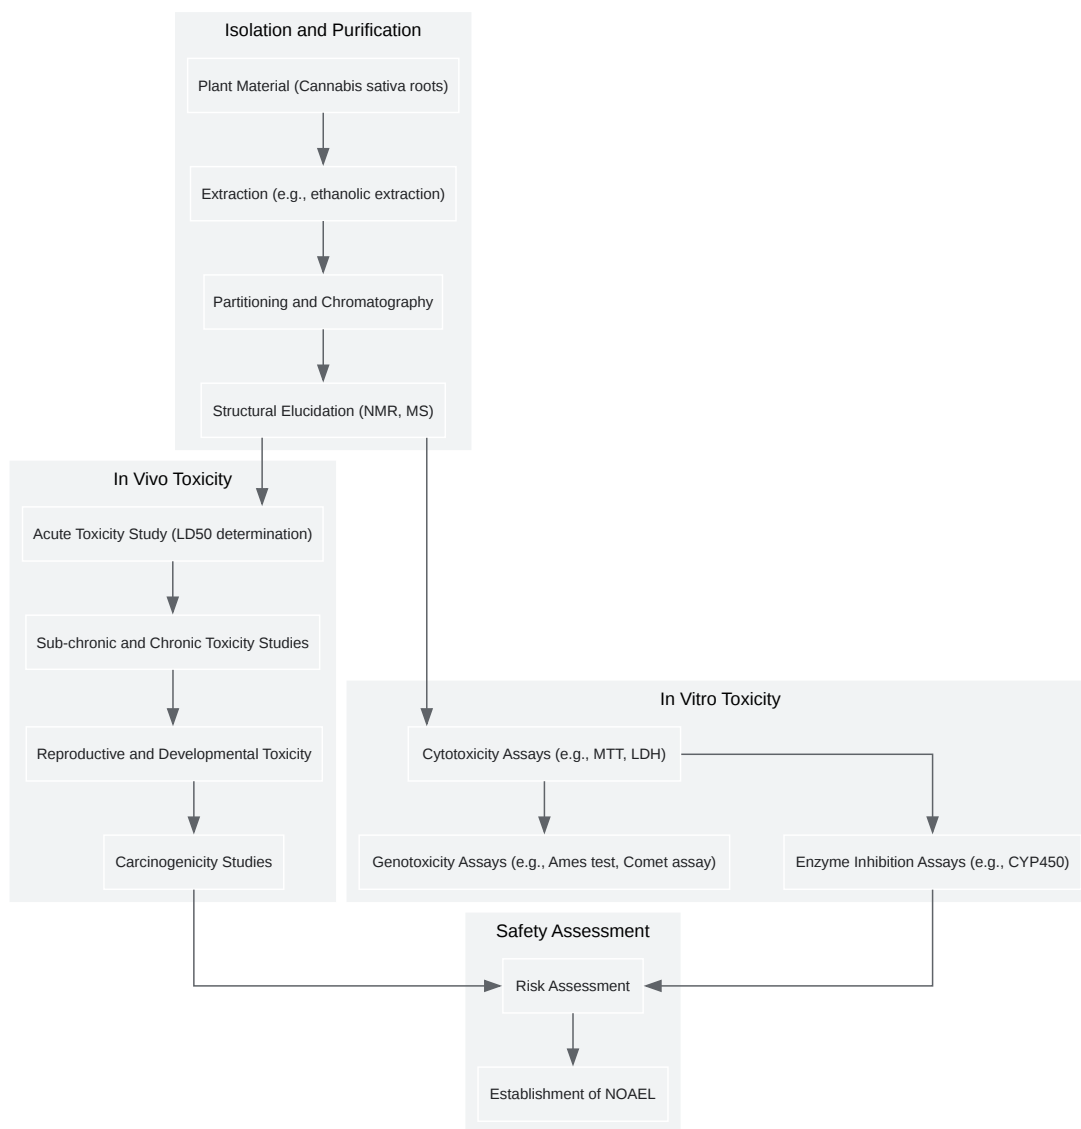 Isolation and Purification
Plant Material (Cannabis sativa roots)
Extraction (e.g., ethanolic extraction)
Partitioning and Chromatography
Structural Elucidation (NMR, MS)
In Vivo Toxicity
Acute Toxicity Study (LD50 determination)
Sub-chronic and Chronic Toxicity Studies
Reproductive and Developmental Toxicity
Carcinogenicity Studies
In Vitro Toxicity
Cytotoxicity Assays (e.g., MTT, LDH)
Genotoxicity Assays (e.g., Ames test, Comet assay)
Enzyme Inhibition Assays (e.g., CYP450)
Safety Assessment
Risk Assessment
Establishment of NOAEL